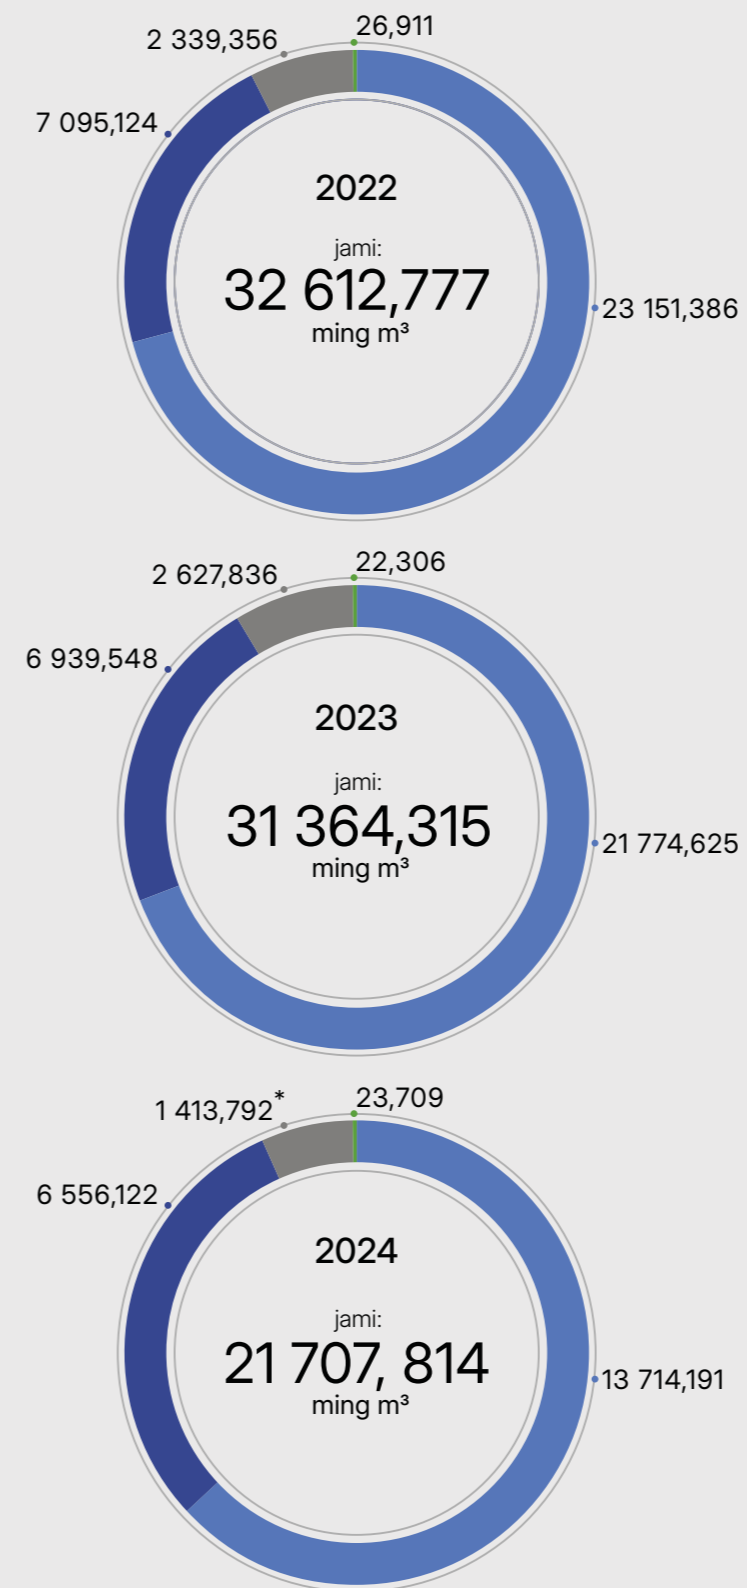 26,911
2 339,356
7 095,124
2022
jami:
32 612,777
ming m³
23 151,386
22,306
2 627,836
6 939,548
2023
jami:
31 364,315
ming m³
21 774,625
23,709
1 413,792*
6 556,122
2024
jami:
21 707, 814
ming m³
13 714,191